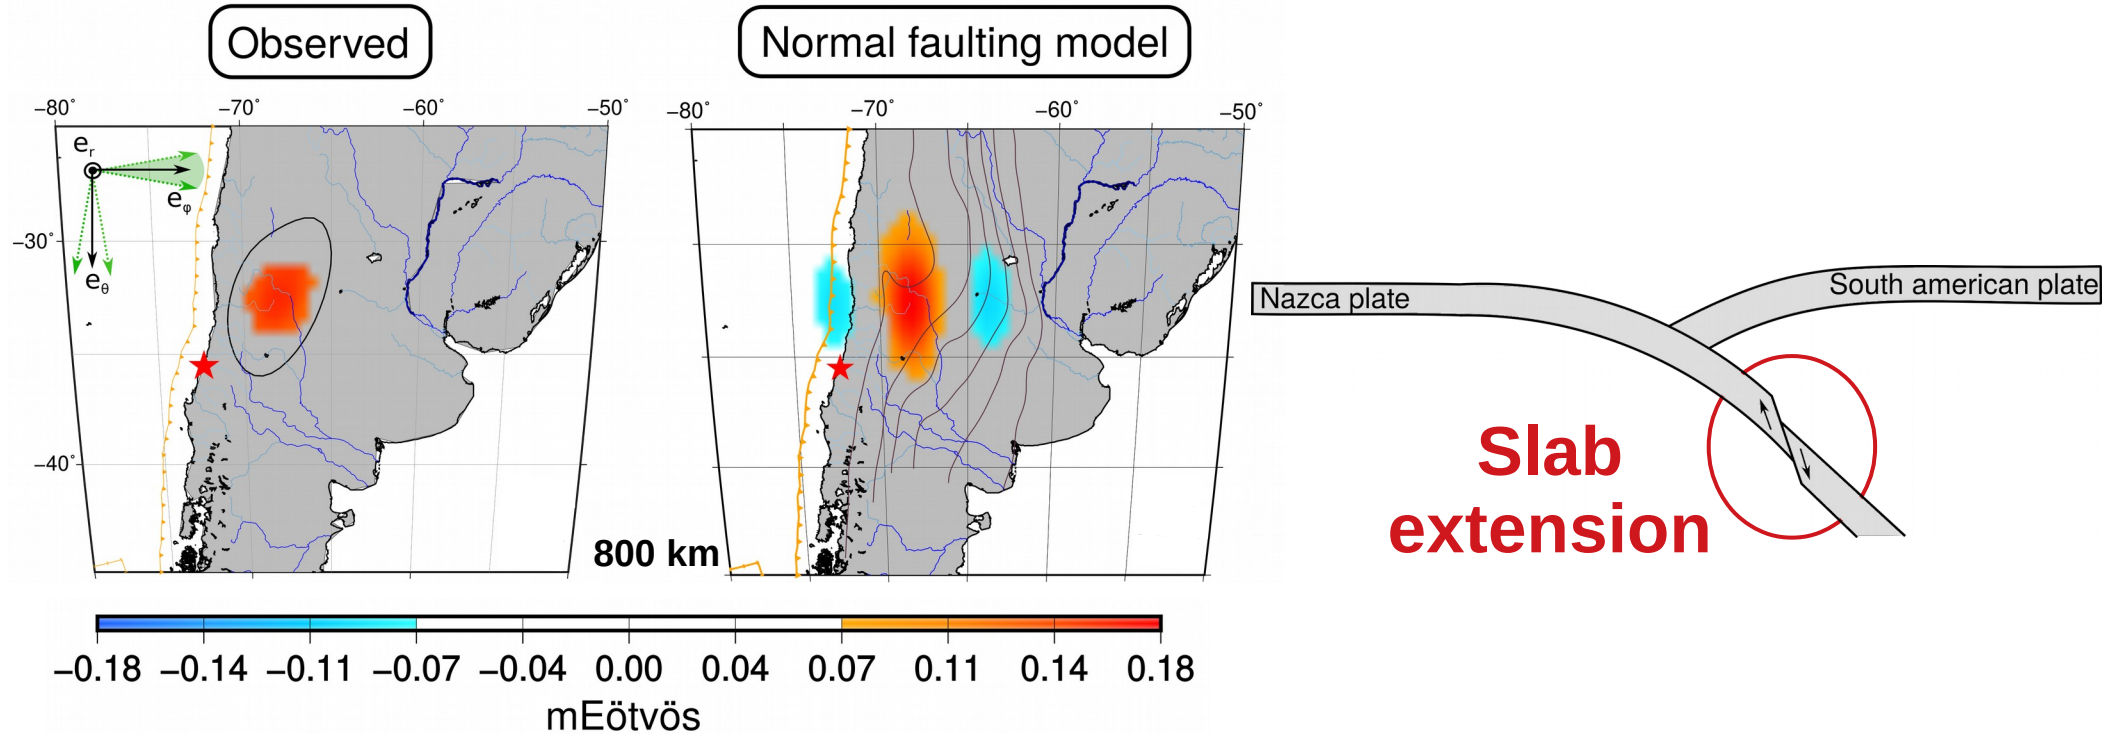 Observed
Normal faulting model
−80° −70° −60° −50°
−80° −70° −60° −50°
e_r
e_φ
e_θ
−30°
−40°
Nazca plate
South american plate
Slab
extension
800 km
−0.18 −0.14 −0.11 −0.07 −0.04 0.00 0.04 0.07 0.11 0.14 0.18
mEötvös